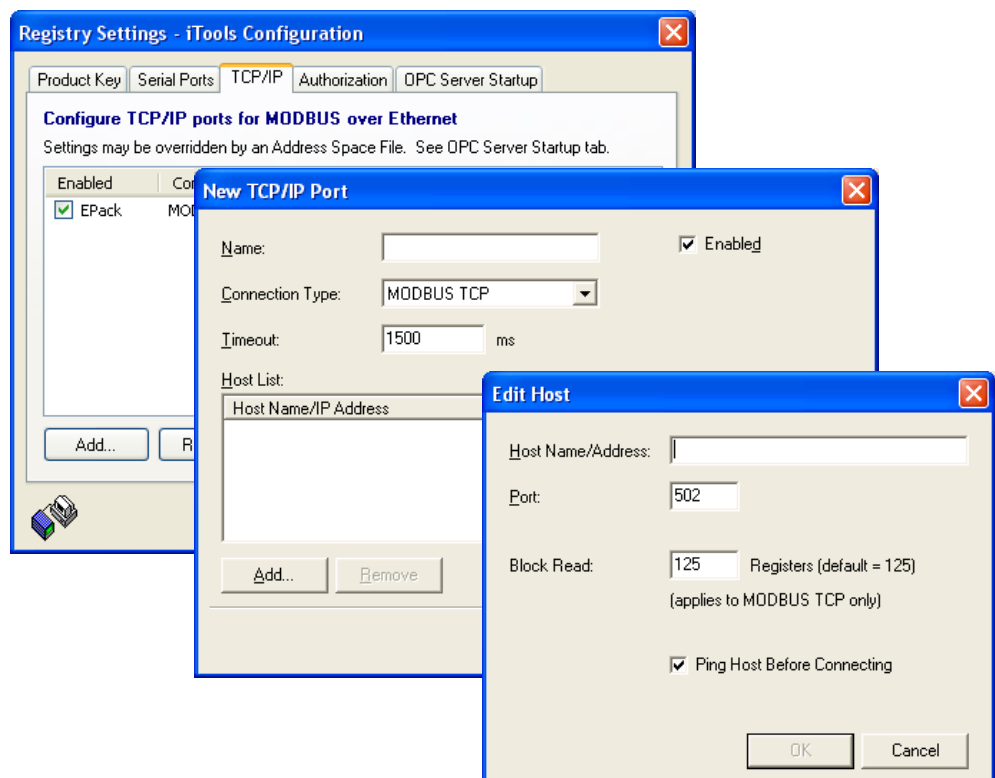 Registry Settings - iTools Configuration
Product Key Serial Ports TCP/IP Authorization OPC Server Startup
Configure TCP/IP ports for MODBUS over Ethernet
Settings may be overridden by an Address Space File. See OPC Server Startup tab.
Enabled
EPack
Add...
New TCP/IP Port
Name:
Enabled
Connection Type: MODBUS TCP
Timeout: 1500 ms
Host List:
Host Name/IP Address
Add... Remove
Edit Host
Host Name/Address:
Port: 502
Block Read: 125 Registers (default = 125)
(applies to MODBUS TCP only)
Ping Host Before Connecting
OK Cancel